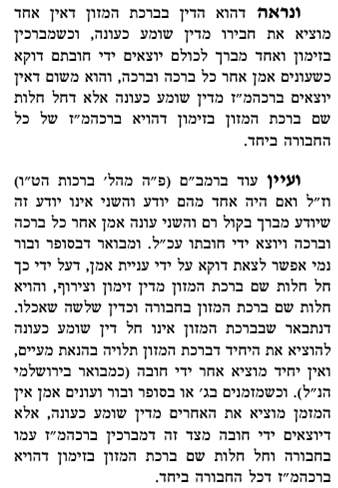 ונראה דהוא הדין בברכת המזון דאין אחד
מוציא את חבירו מדין שומע כעונה, וכשמברכין
בזימון ואחד מברך לכולם יוצאים ידי חובתם דוקא
כשעונים אמן אחר כל ברכה וברכה, והוא משום דאין
יוצאים ברכהמ״ז מדין שומע כעונה אלא דחל חלות
שם ברכת המזון בזימון דהויא ברכהמ״ז של כל
החבורה ביחד.
ועיין עוד ברמב״ם (פ״ה מהל׳ ברכות הט״ו)
וז״ל ואם היה אחד מהם יודע והשני אינו יודע זה
שיודע מברך בקול רם והשני עונה אמן אחר כל ברכה
וברכה ויוצא ידי חובתו עכ״ל. ומבואר דבסופר ובור
נמי אפשר לצאת דוקא על ידי עניית אמן, דעל ידי כך
חל חלות שם ברכת המזון מדין זימון וצירוף, והויא
חלות שם ברכת המזון בחבורה וכדין שלשה שאכלו.
דנתבאר שבברכת המזון אינו חל דין שומע כעונה
להוציא את היחיד דברכת המזון תלויה בהנאת מעיים,
ואין יחיד מוציא אחר ידי חובה (כמבואר בירושלמי
הנ״ל). וכשמזמנים בג׳ או בסופר ובור ועונים אמן אין
המזמן מוציא את האחרים מדין שומע כעונה, אלא
דיוצאים ידי חובה מצד זה דמברכין ברכהמ״ז עמו
בחבורה וחל חלות שם ברכת המזון בזימון דהויא
ברכהמ״ז דכל החבורה ביחד.